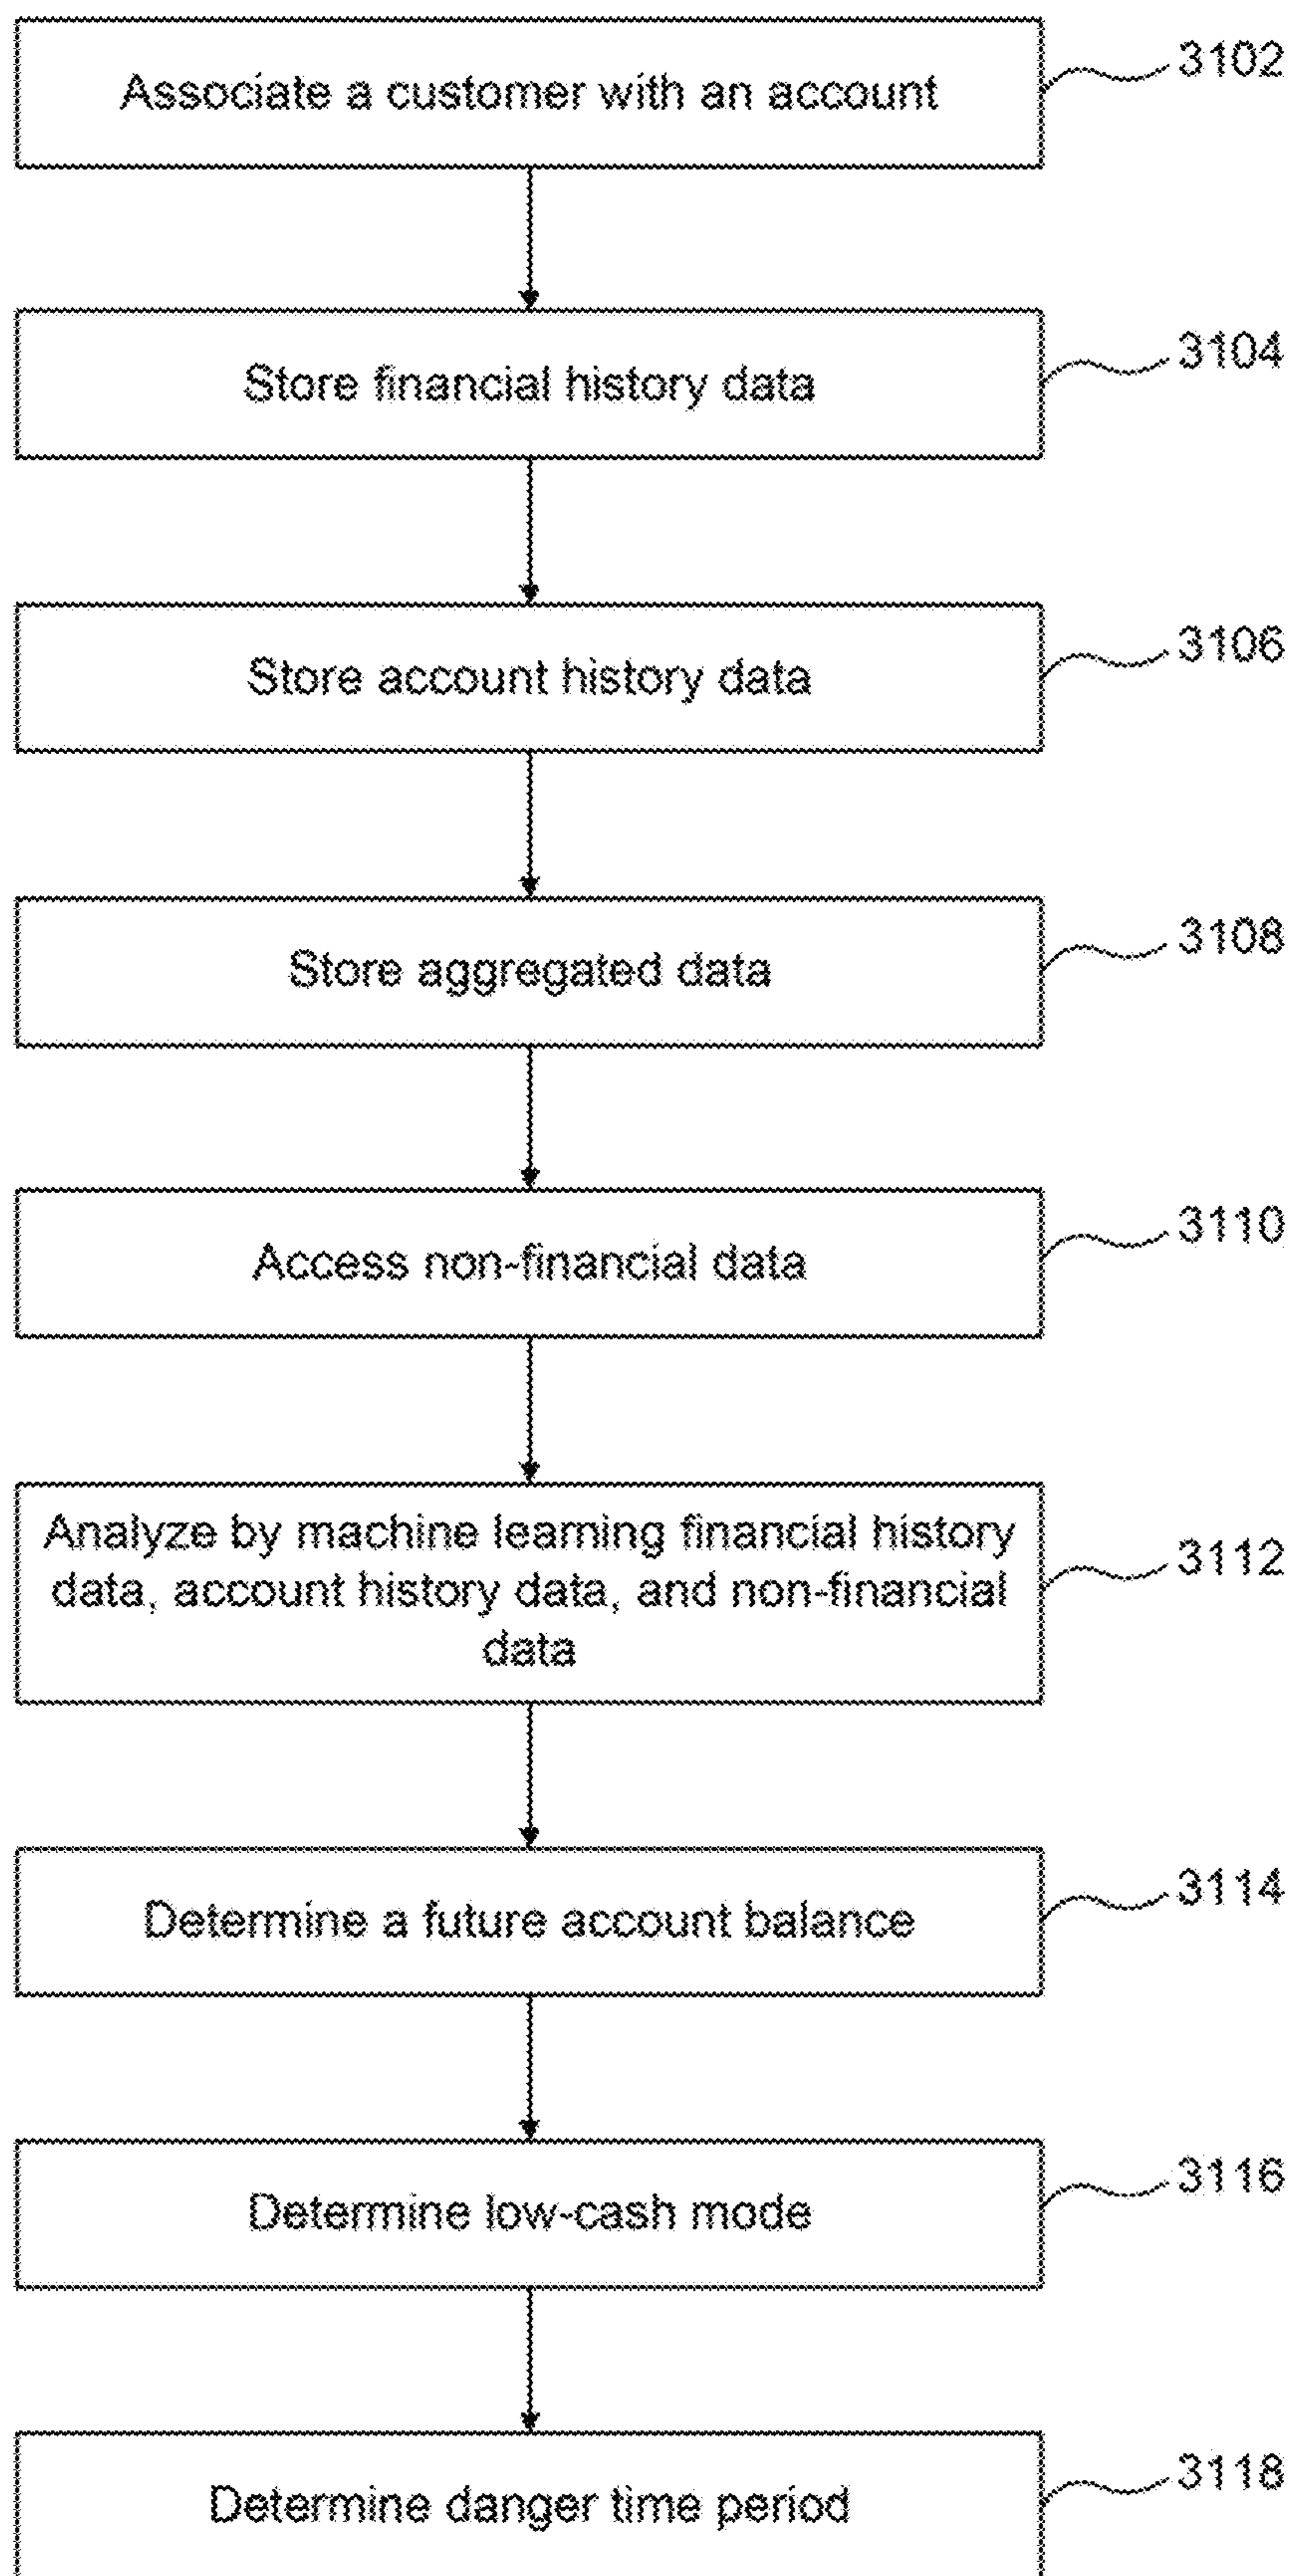 Associate a customer with an account
3102
Store financial history data
3104
Store account history data
3106
Store aggregated data
3108
Access non-financial data
3110
Analyze by machine learning financial history
data, account history data, and non-financial
data
3112
Determine a future account balance
3114
Determine low-cash mode
3116
Determine danger time period
3118